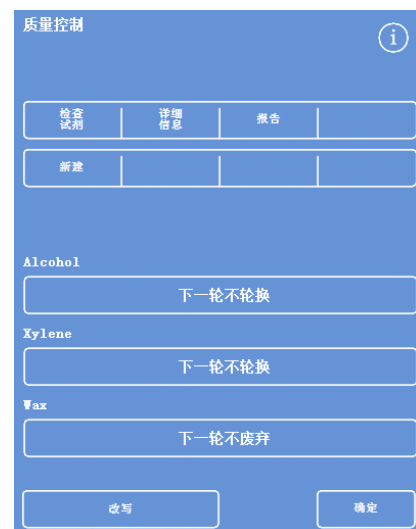 质量控制
i
检查 详细 报告
试剂 信息
新建
Alcohol
下一轮不轮换
Xylene
下一轮不轮换
Wax
下一轮不废弃
改写 确定